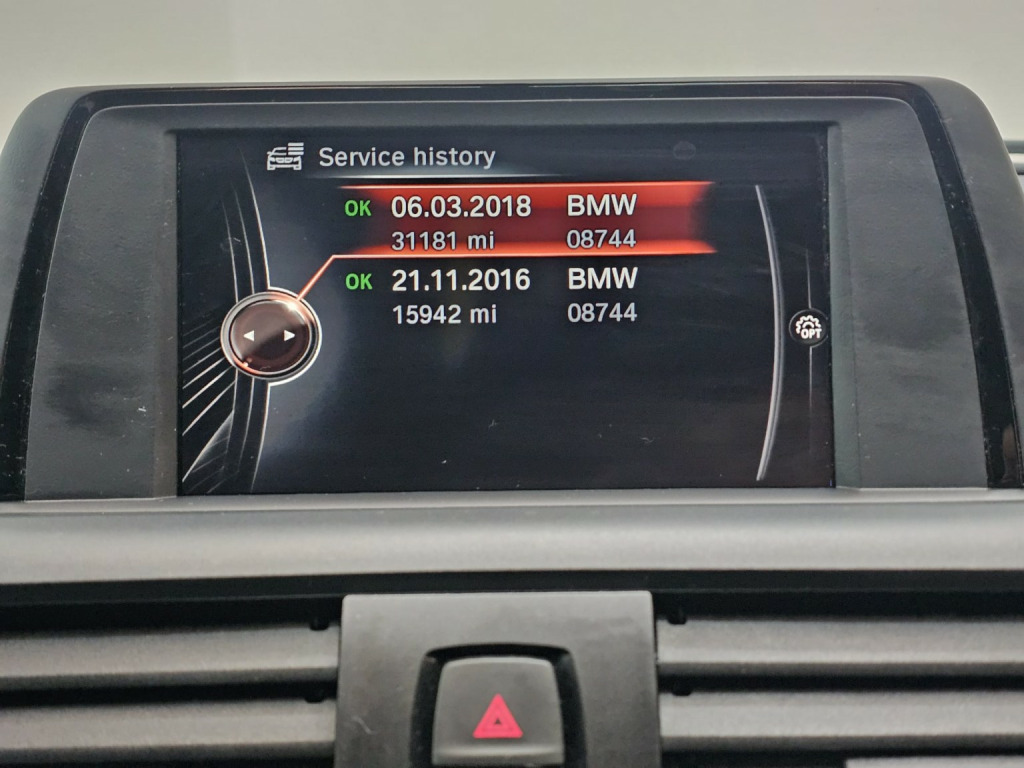 Service history
OK 06.03.2018 BMW
31181 mi 08744
OK 21.11.2016 BMW
15942 mi 08744
OPT